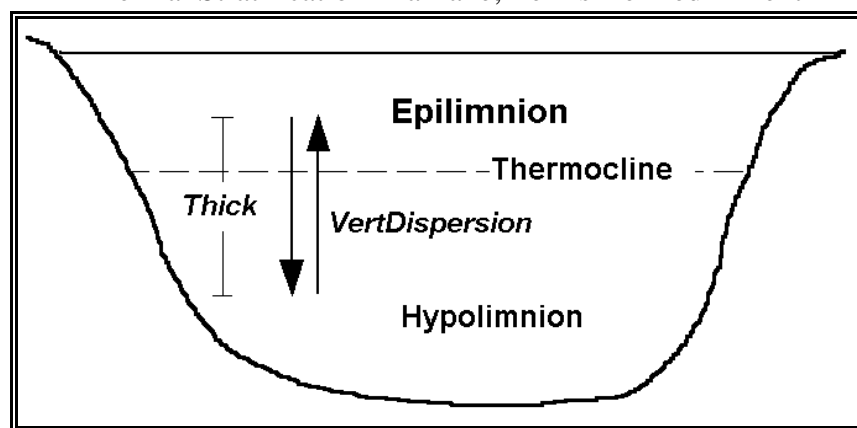 Epilimnion
Thermocline
Thick
VertDispersion
Hypolimnion